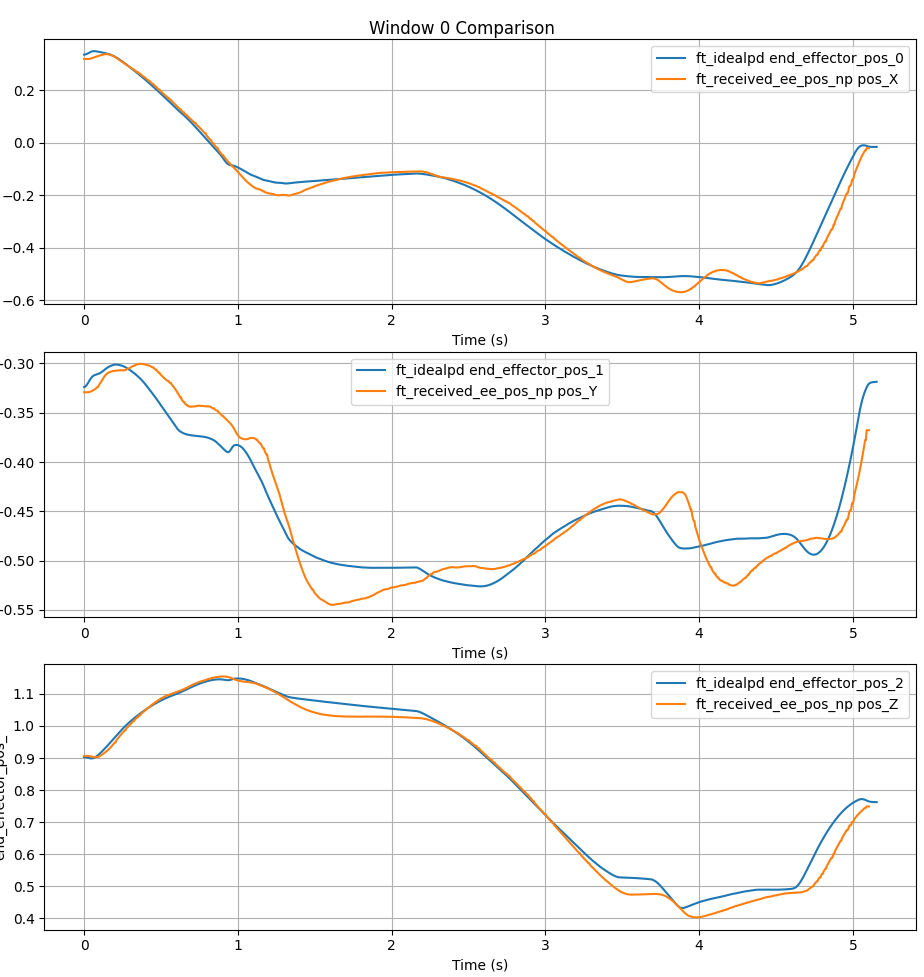 Window 0 Comparison
ft_idealpd end_effector_pos_0
ft_received_ee_pos_np pos_X
0.2
0.0
−0.2
−0.4
−0.6
0 1 2 3 4 5
Time (s)
ft_idealpd end_effector_pos_1
ft_received_ee_pos_np pos_Y
−0.30
−0.35
−0.40
−0.45
−0.50
−0.55
0 1 2 3 4 5
Time (s)
ft_idealpd end_effector_pos_2
ft_received_ee_pos_np pos_Z
1.1
1.0
0.9
0.8
0.7
0.6
0.5
0.4
end_effector_pos_
0 1 2 3 4 5
Time (s)